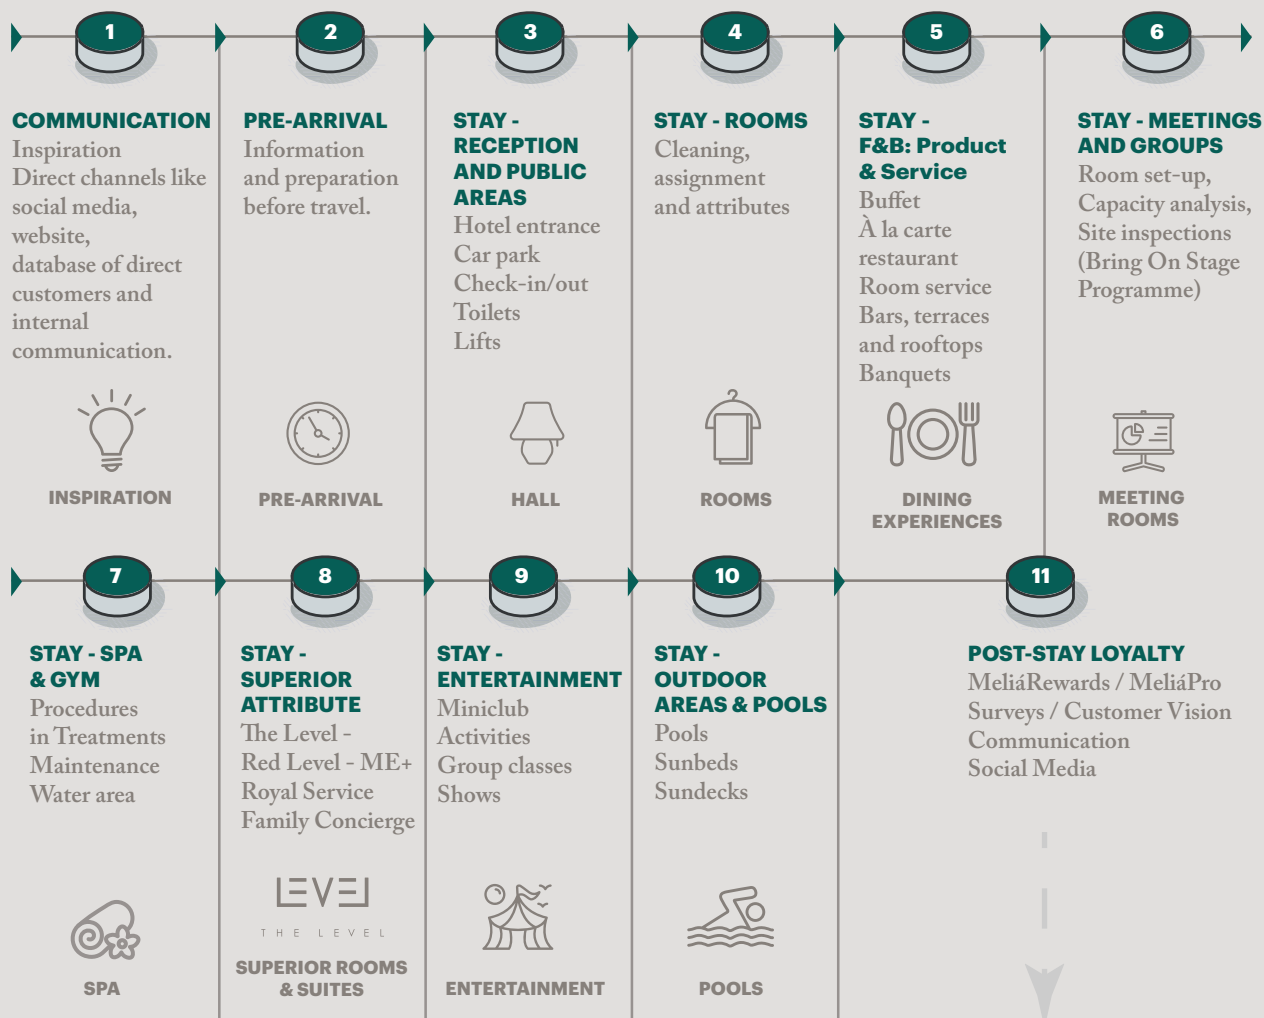 1
COMMUNICATION
Inspiration
Direct channels like
social media,
website,
database of direct
customers and
internal
communication.
INSPIRATION
2
PRE-ARRIVAL
Information
and preparation
before travel.
PRE-ARRIVAL
3
STAY -
RECEPTION
AND PUBLIC
AREAS
Hotel entrance
Car park
Check-in/out
Toilets
Lifts
HALL
4
STAY - ROOMS
Cleaning,
assignment
and attributes
ROOMS
5
STAY -
F&B: Product
& Service
Buffet
À la carte
restaurant
Room service
Bars, terraces
and rooftops
Banquets
DINING
EXPERIENCES
6
STAY - MEETINGS
AND GROUPS
Room set-up,
Capacity analysis,
Site inspections
(Bring On Stage
Programme)
MEETING
ROOMS
7
STAY - SPA
& GYM
Procedures
in Treatments
Maintenance
Water area
SPA
8
STAY -
SUPERIOR
ATTRIBUTE
The Level -
Red Level - ME+
Royal Service
Family Concierge
LEVEL
THE LEVEL
SUPERIOR ROOMS
& SUITES
9
STAY -
ENTERTAINMENT
Miniclub
Activities
Group classes
Shows
ENTERTAINMENT
10
STAY -
OUTDOOR
AREAS & POOLS
Pools
Sunbeds
Sundecks
POOLS
11
POST-STAY LOYALTY
MeliáRewards / MeliáPro
Surveys / Customer Vision
Communication
Social Media